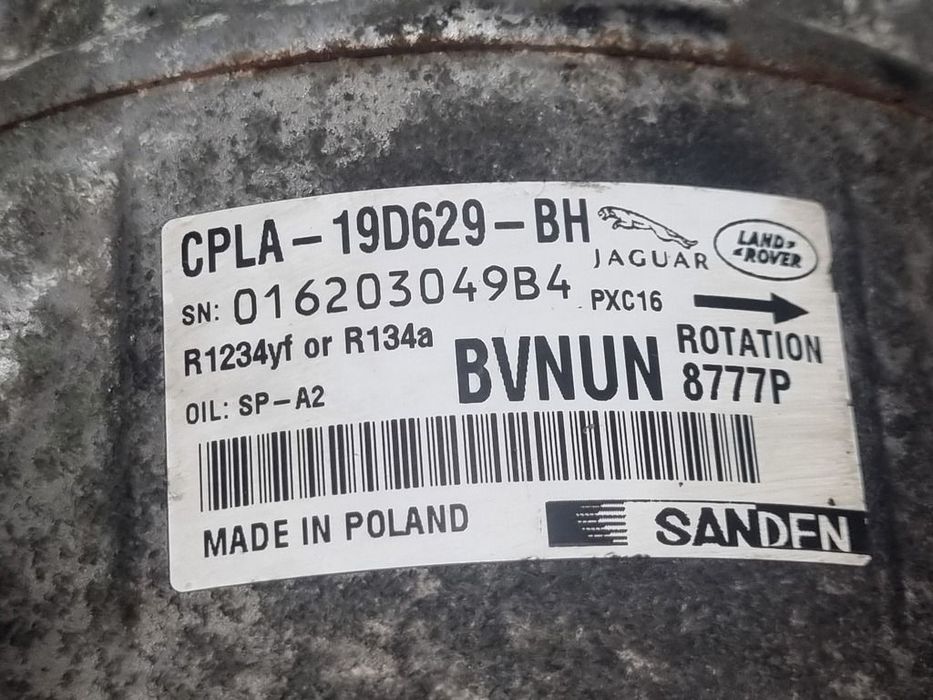 CPLA-19D629-BH
JAGUAR
LAND-
ROVER
SN: 016203049B4 PXC16
R1234yf or R134a
BVNUN
ROTATION
8777P
OIL: SP-A2
MADE IN POLAND
SANDEN